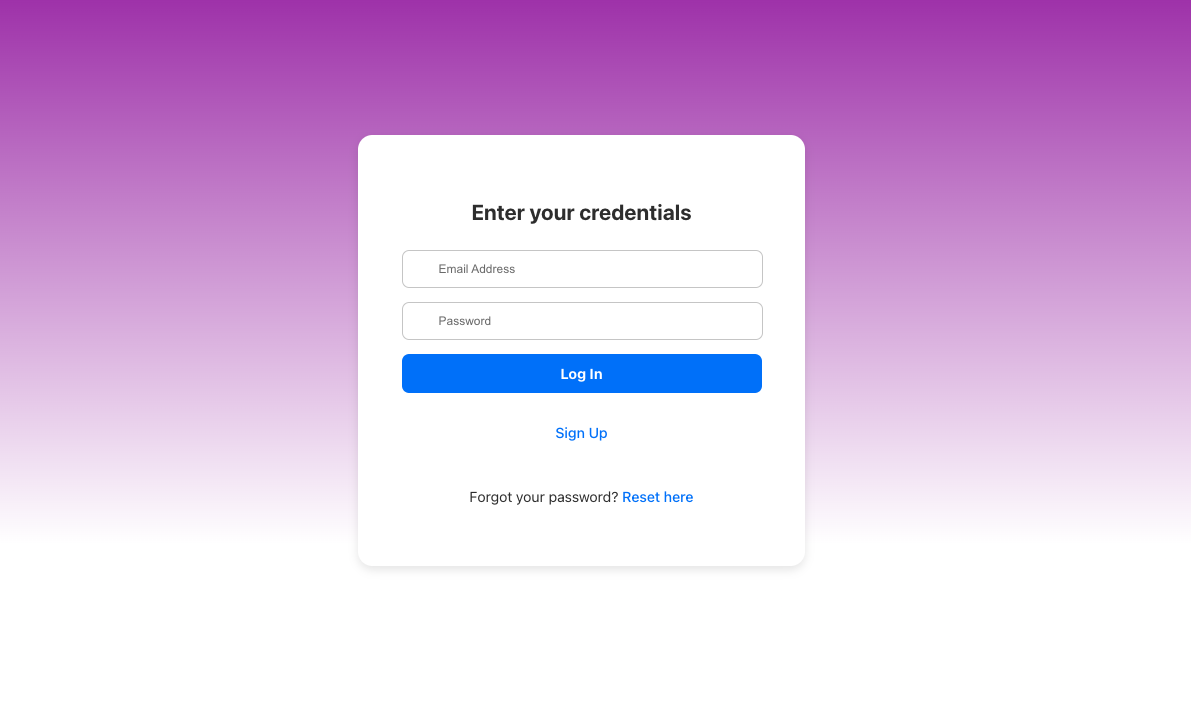 Enter your credentials
Email Address
Password
Log In
Sign Up
Forgot your password? Reset here